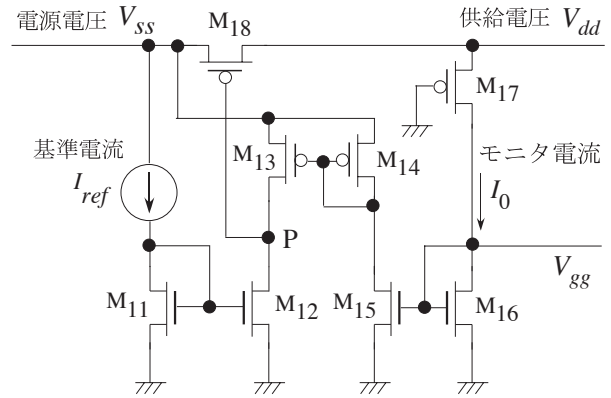 電源電圧 Vss
M18
供給電圧 Vdd
M17
基準電流
Iref
M13
M14
モニタ電流
I0
P
Vgg
M11
M12
M15
M16